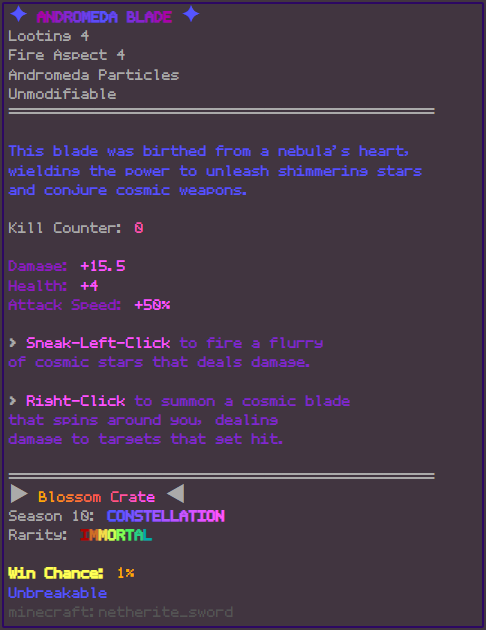 ✦ ANDROMEDA BLADE ✦
Looting 4
Fire Aspect 4
Andromeda Particles
Unmodifiable
This blade was birthed from a nebula's heart,
wielding the power to unleash shimmering stars
and conjure cosmic weapons.
Kill Counter: 0
Damage: +15.5
Health: +4
Attack Speed: +50%
> Sneak-Left-Click to fire a flurry
of cosmic stars that deals damage.
> Right-Click to summon a cosmic blade
that spins around you, dealing
damage to targets that get hit.
▶ Blossom Crate ◀
Season 10: CONSTELLATION
Rarity: IMMORTAL
Win Chance: 1%
Unbreakable
minecraft:netherite_sword